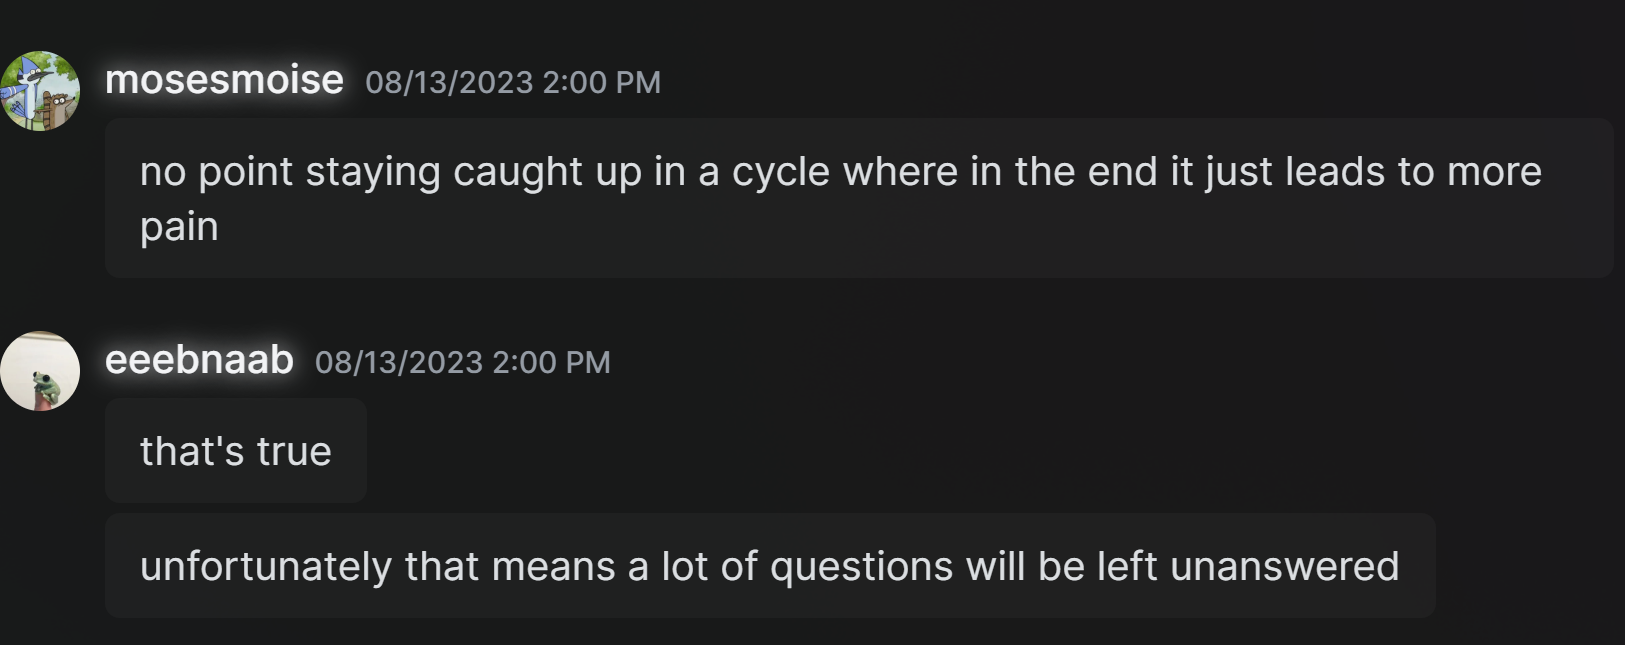 mosesmoise 08/13/2023 2:00 PM
no point staying caught up in a cycle where in the end it just leads to more
pain
eeebnaab 08/13/2023 2:00 PM
that's true
unfortunately that means a lot of questions will be left unanswered